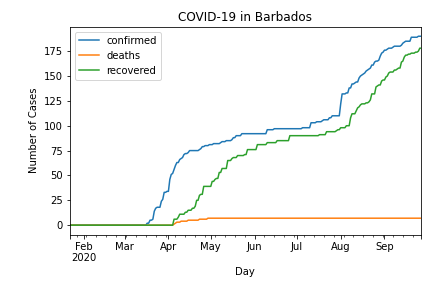 COVID-19 in Barbados
confirmed
deaths
recovered
Number of Cases
175
150
125
100
75
50
25
0
Feb
2020
Mar
Apr
May
Jun
Jul
Aug
Sep
Day